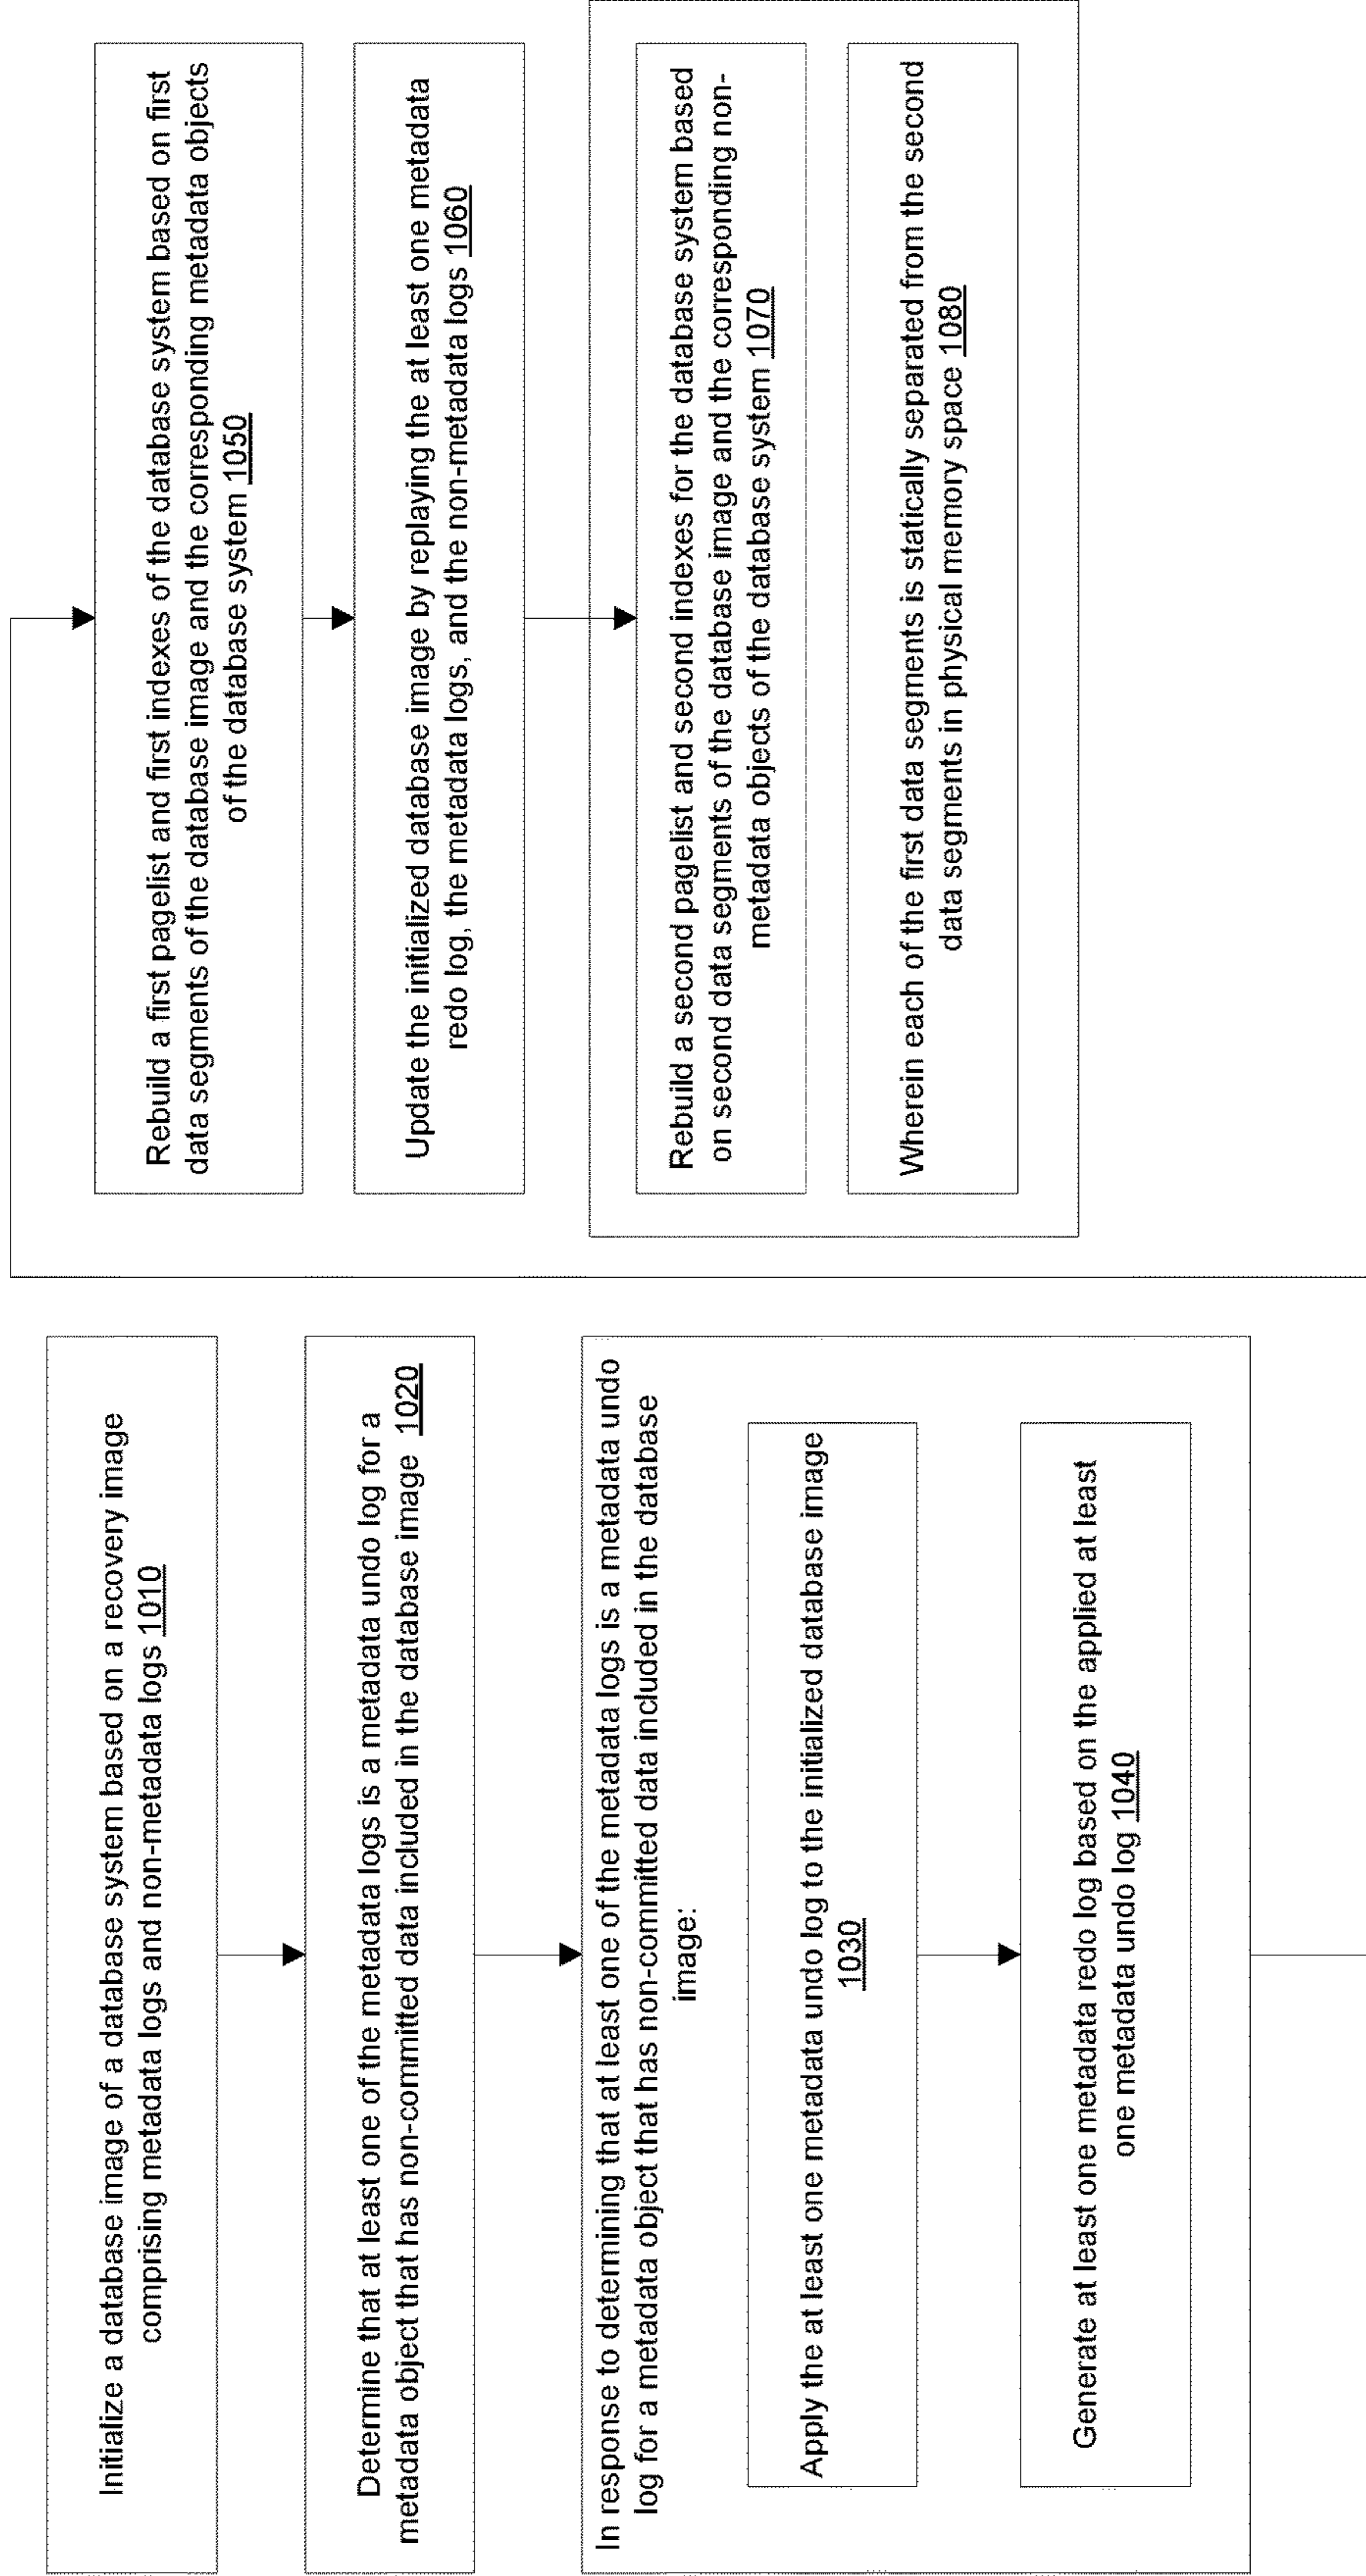 Initialize a database image of a database system based on a recovery image
comprising metadata logs and non-metadata logs 1010
Determine that at least one of the metadata logs is a metadata undo log for a
metadata object that has non-committed data included in the database image 1020
In response to determining that at least one of the metadata logs is a metadata undo
log for a metadata object that has non-committed data included in the database
image:
Apply the at least one metadata undo log to the initialized database image
1030
Generate at least one metadata redo log based on the applied at least
one metadata undo log 1040
Rebuild a first pagelist and first indexes of the database system based on first
data segments of the database image and the corresponding metadata objects
of the database system 1050
Update the initialized database image by replaying the at least one metadata
redo log, the metadata logs, and the non-metadata logs 1060
Rebuild a second pagelist and second indexes for the database system based
on second data segments of the database image and the corresponding non-
metadata objects of the database system 1070
Wherein each of the first data segments is statically separated from the second
data segments in physical memory space 1080